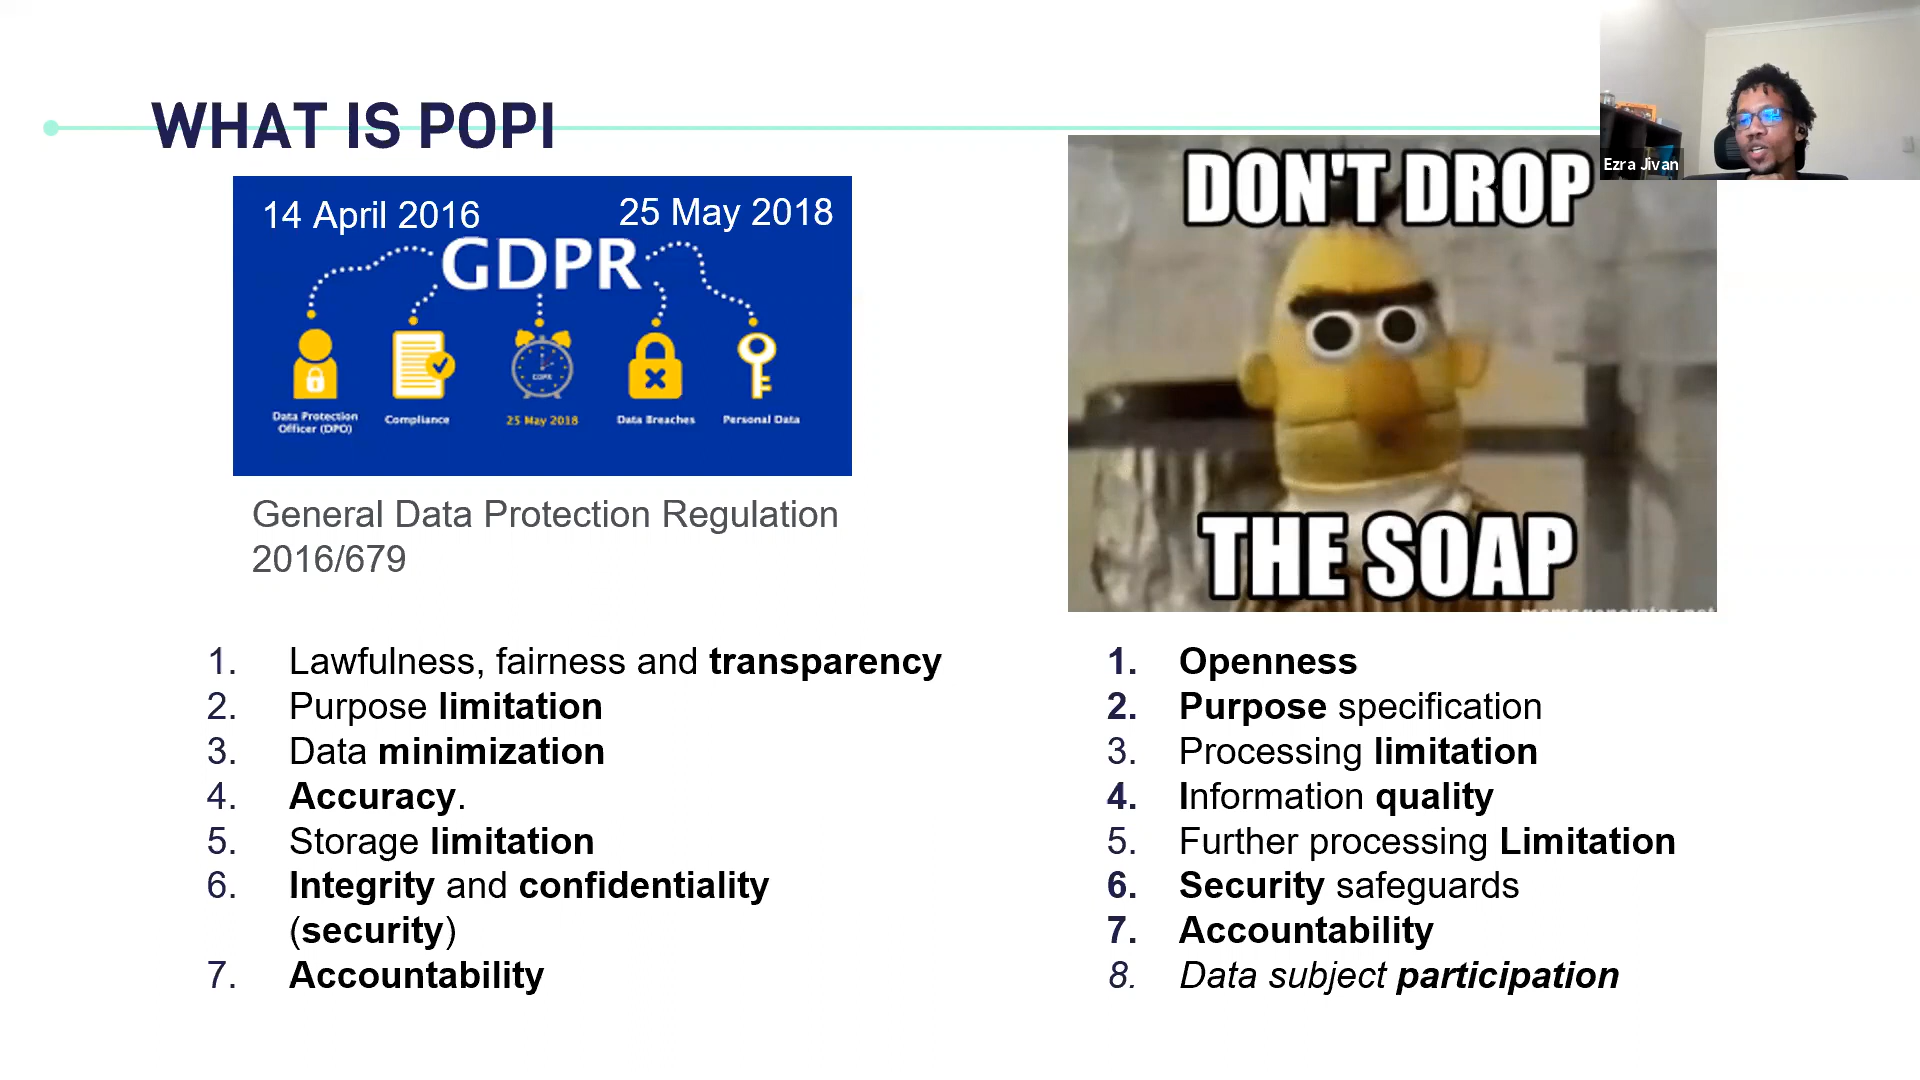 WHAT IS POPI
14 April 2016
25 May 2018
GDPR
Data Protection
Officer (DPO)
Compliance
GDPR
25 May 2018
Data Breaches
Personal Data
General Data Protection Regulation
2016/679
1. Lawfulness, fairness and transparency
2. Purpose limitation
3. Data minimization
4. Accuracy.
5. Storage limitation
6. Integrity and confidentiality
(security)
7. Accountability
DON'T DROP
THE SOAP
memegenerator.net
1. Openness
2. Purpose specification
3. Processing limitation
4. Information quality
5. Further processing Limitation
6. Security safeguards
7. Accountability
8. Data subject participation
Ezra Jivan